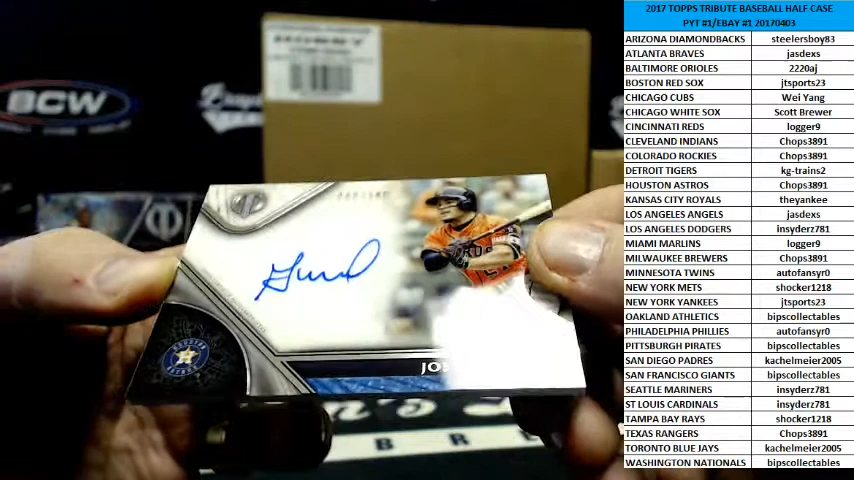 2017 TOPPS TRIBUTE BASEBALL HALF CASE
PYT #1/EBAY #1 20170403
ARIZONA DIAMONDBACKS steelersboy83
ATLANTA BRAVES jasdexs
BALTIMORE ORIOLES 2220aj
BOSTON RED SOX jtsports23
CHICAGO CUBS Wei Yang
CHICAGO WHITE SOX Scott Brewer
CINCINNATI REDS logger9
CLEVELAND INDIANS Chops3891
COLORADO ROCKIES Chops3891
DETROIT TIGERS kg-trains2
HOUSTON ASTROS Chops3891
KANSAS CITY ROYALS theyankee
LOS ANGELES ANGELS jasdexs
LOS ANGELES DODGERS insyderz781
MIAMI MARLINS logger9
MILWAUKEE BREWERS Chops3891
MINNESOTA TWINS autofansyr0
NEW YORK METS shocker1218
NEW YORK YANKEES jtsports23
OAKLAND ATHLETICS bipscollectables
PHILADELPHIA PHILLIES autofansyr0
PITTSBURGH PIRATES bipscollectables
SAN DIEGO PADRES kachelmeier2005
SAN FRANCISCO GIANTS bipscollectables
SEATTLE MARINERS insyderz781
ST LOUIS CARDINALS insyderz781
TAMPA BAY RAYS shocker1218
TEXAS RANGERS Chops3891
TORONTO BLUE JAYS kachelmeier2005
WASHINGTON NATIONALS bipscollectables
BCW
HOUSTON
B R